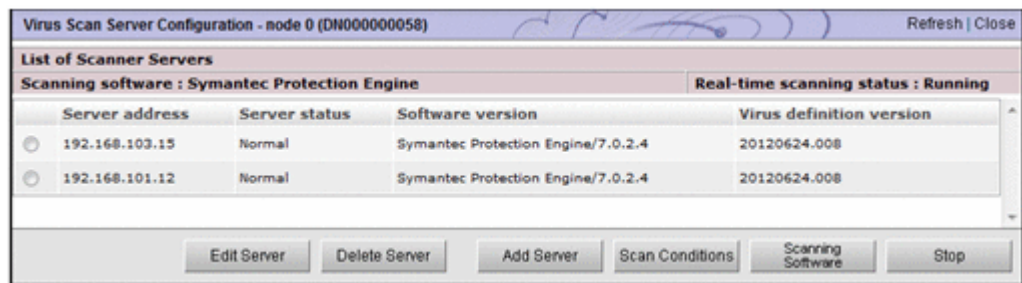 Virus Scan Server Configuration - node 0 (DN000000058) Refresh | Close
List of Scanner Servers
Scanning software : Symantec Protection Engine Real-time scanning status : Running
Server address Server status Software version Virus definition version
192.168.103.15 Normal Symantec Protection Engine/7.0.2.4 20120624.008
192.168.101.12 Normal Symantec Protection Engine/7.0.2.4 20120624.008
Edit Server Delete Server Add Server Scan Conditions Scanning Software Stop